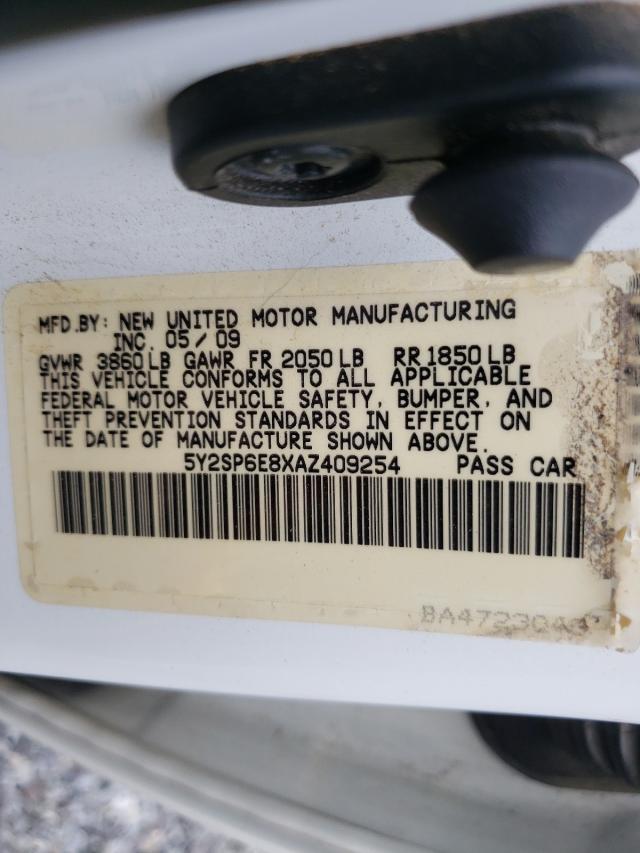 MFD.BY: NEW UNITED MOTOR MANUFACTURING
INC. 05/09
GVWR 3860LB GAWR FR 2050LB RR 1850LB
THIS VEHICLE CONFORMS TO ALL APPLICABLE
FEDERAL MOTOR VEHICLE SAFETY, BUMPER, AND
THEFT PREVENTION STANDARDS IN EFFECT ON
THE DATE OF MANUFACTURE SHOWN ABOVE.
5Y2SP6E8XAZ409254 PASS CAR